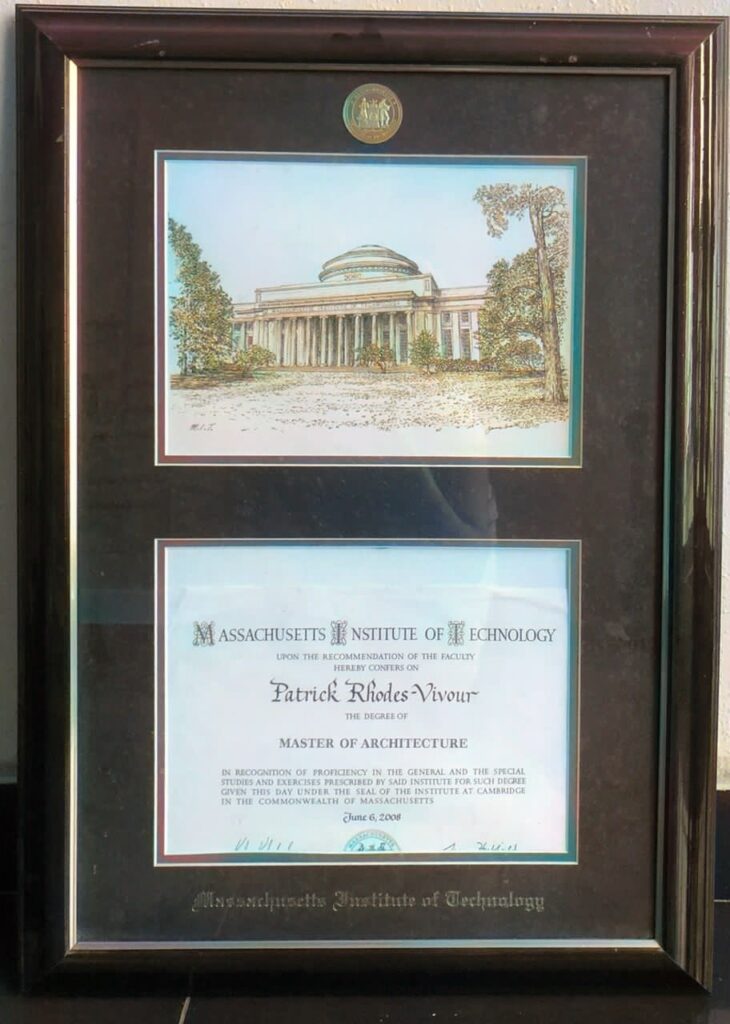 MASSACHUSETTS INSTITUTE OF TECHNOLOGY
UPON THE RECOMMENDATION OF THE FACULTY
HEREBY CONFERS ON
Patrick Rhodes-Vivour
THE DEGREE OF
MASTER OF ARCHITECTURE
IN RECOGNITION OF PROFICIENCY IN THE GENERAL AND THE SPECIAL
STUDIES AND EXERCISES PRESCRIBED BY SAID INSTITUTE FOR SUCH DEGREE
GIVEN THIS DAY UNDER THE SEAL OF THE INSTITUTE AT CAMBRIDGE
IN THE COMMONWEALTH OF MASSACHUSETTS
June 6, 2008
Massachusetts Institute of Technology